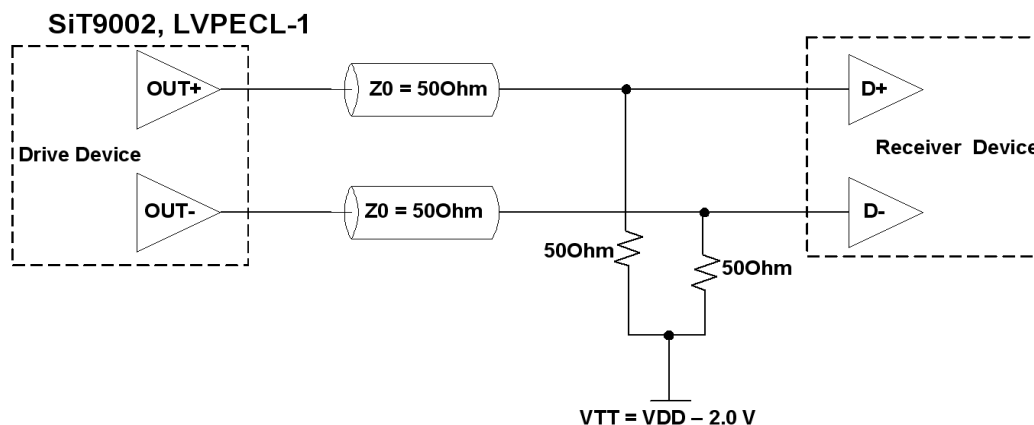 SiT9002, LVPECL-1
OUT+
Z0 = 50Ohm
D+
Drive Device
Receiver Device
OUT-
Z0 = 50Ohm
D-
50Ohm
50Ohm
VTT = VDD – 2.0 V